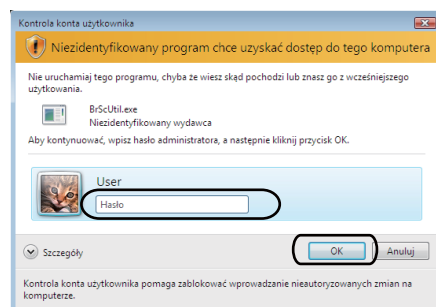 Kontrola konta użytkownika
Niezidentyfikowany program chce uzyskać dostęp do tego komputera
Nie uruchamiaj tego programu, chyba że wiesz skąd pochodzi lub znasz go z wcześniejszego
użytkowania.
BrScUtil.exe
Niezidentyfikowany wydawca
Aby kontynuować, wpisz hasło administratora, a następnie kliknij przycisk OK.
User
Hasło
Szczegóły
OK
Anuluj
Kontrola konta użytkownika pomaga zablokować wprowadzanie nieautoryzowanych zmian na
komputerze.